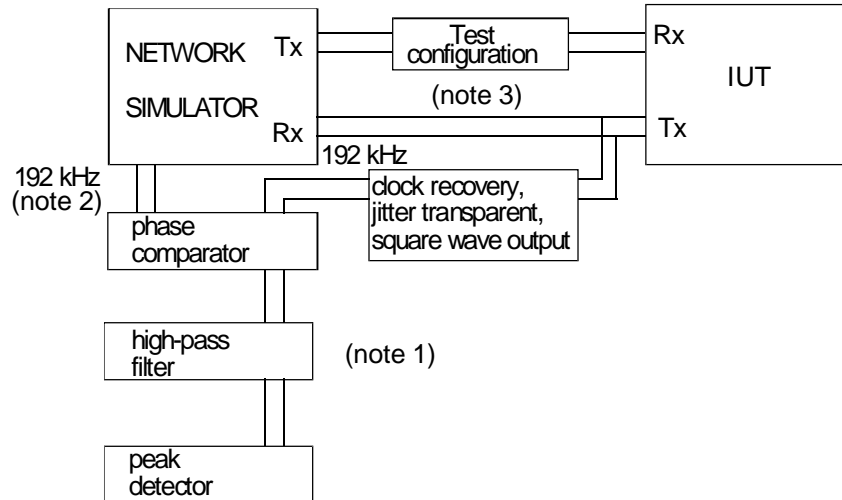 NETWORK
SIMULATOR
Tx
Rx
Test
configuration
(note 3)
Rx
IUT
Tx
192 kHz
(note 2)
192 kHz
clock recovery,
jitter transparent,
square wave output
phase
comparator
high-pass
filter
(note 1)
peak
detector